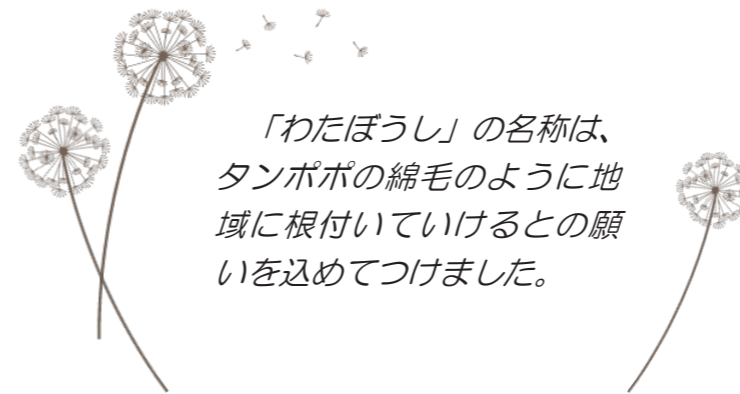 「わたぼうし」の名称は、
タンポポの綿毛のように地
域に根付いていけるとの願
いを込めてつけました。